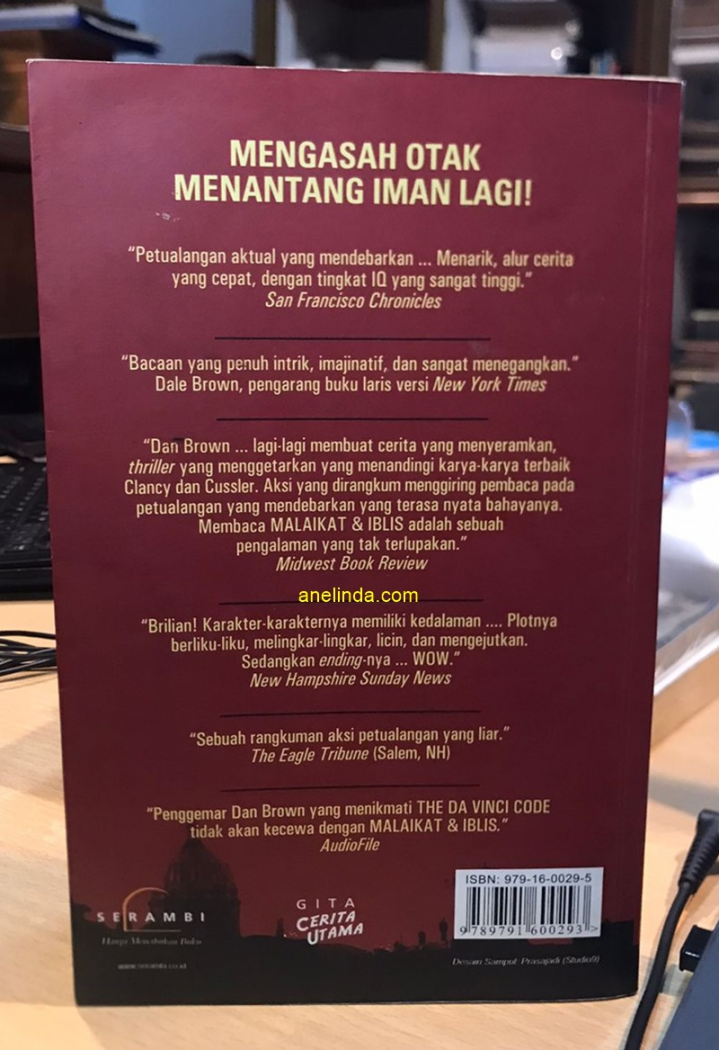 MENGASAH OTAK
MENANTANG IMAN LAGI!
“Petualangan aktual yang mendebarkan ... Menarik, alur cerita
yang cepat, dengan tingkat IQ yang sangat tinggi.”
San Francisco Chronicles
“Bacaan yang penuh intrik, imajinatif, dan sangat menegangkan.”
Dale Brown, pengarang buku laris versi New York Times
“Dan Brown ... lagi-lagi membuat cerita yang menyeramkan,
thriller yang menggetarkan yang menandingi karya-karya terbaik
Clancy dan Cussler. Aksi yang dirangkum menggiring pembaca pada
petualangan yang mendebarkan yang terasa nyata bahayanya.
Membaca MALAIKAT & IBLIS adalah sebuah
pengalaman yang tak terlupakan.”
Midwest Book Review
anelinda.com
“Brilian! Karakter-karakternya memiliki kedalaman .... Plotnya
berliku-liku, melingkar-lingkar, licin, dan mengejutkan.
Sedangkan ending-nya ... WOW.”
New Hampshire Sunday News
“Sebuah rangkuman aksi petualangan yang liar.”
The Eagle Tribune (Salem, NH)
“Penggemar Dan Brown yang menikmati THE DA VINCI CODE
tidak akan kecewa dengan MALAIKAT & IBLIS.”
AudioFile
SERAMBI
GITA
CERITA
UTAMA
ISBN: 979-16-0029-5
9 789791 600293 >
Desain Sampul: Prasajadi (Studio9)